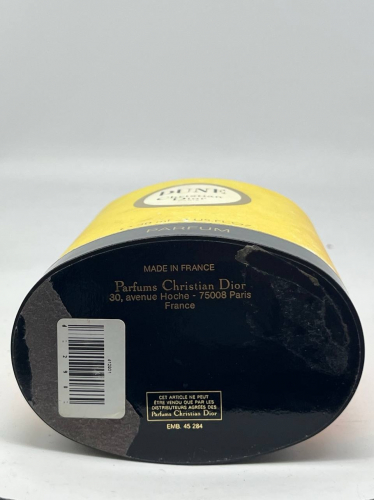 DUNE
Christian Dior
PARFUM
MADE IN FRANCE
Parfums Christian Dior
30, avenue Hoche - 75008 Paris
France
CET ARTICLE NE PEUT
ÊTRE VENDU QUE PAR LES
DISTRIBUTEURS AGRÉÉS DES
Parfums Christian Dior
EMB. 45 284